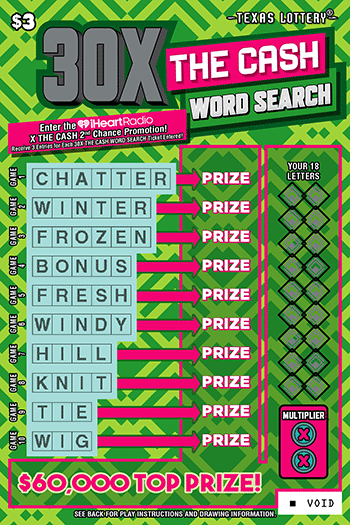 $3
TEXAS LOTTERY®
30X
THE CASH
WORD SEARCH
Enter the iHeartRadio
X THE CASH 2nd Chance Promotion!
Receive 3 Entries for Each 30X THE CASH WORD SEARCH Ticket Entered!
YOUR 18
LETTERS
GAME 1 CHATTER PRIZE
GAME 2 WINTER PRIZE
GAME 3 FROZEN PRIZE
GAME 4 BONUS PRIZE
GAME 5 FRESH PRIZE
GAME 6 WINDY PRIZE
GAME 7 HILL PRIZE
GAME 8 KNIT PRIZE
GAME 9 TIE PRIZE
GAME 10 WIG PRIZE
MULTIPLIER
X
X
$60,000 TOP PRIZE!
VOID
SEE BACK FOR PLAY INSTRUCTIONS AND DRAWING INFORMATION.